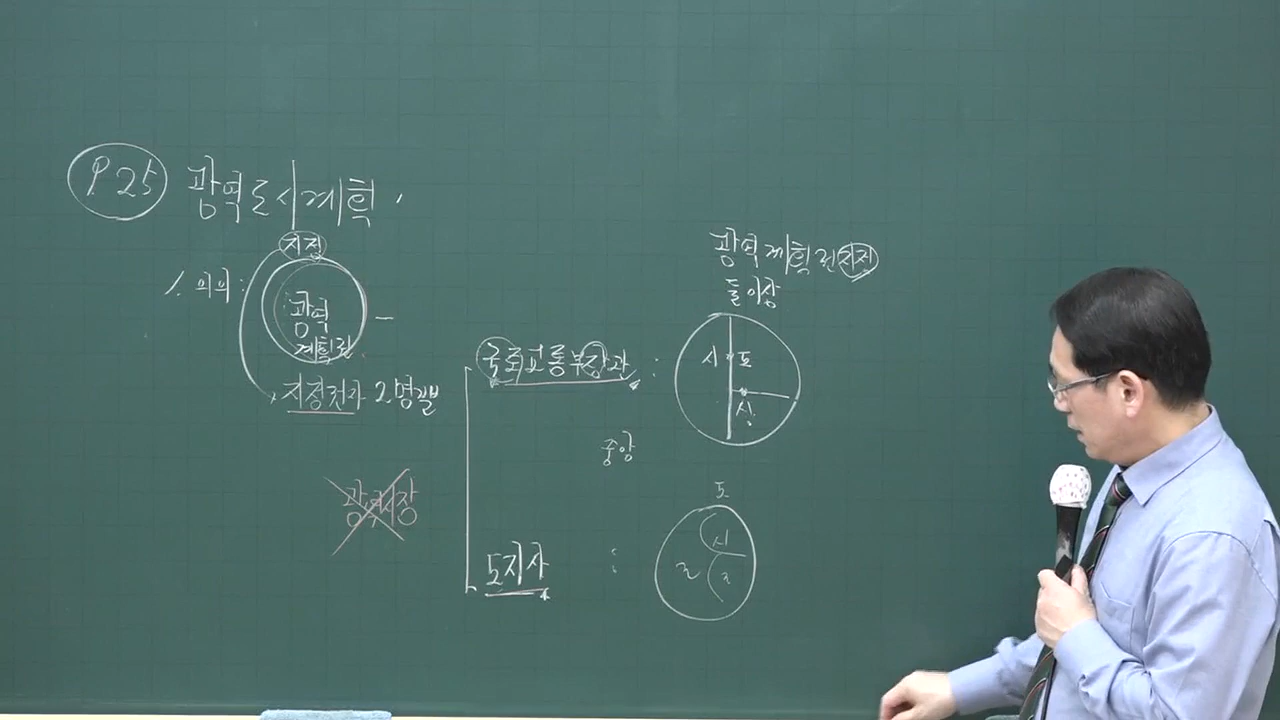 P25 광역도시계획
지정
1. 의의:
광역
계획권
지정권자 2명뿐
광역시장
광역계획권 지정
둘 이상
국토교통부장관 :
시 도
시
중앙
도
도지사 :
시
군